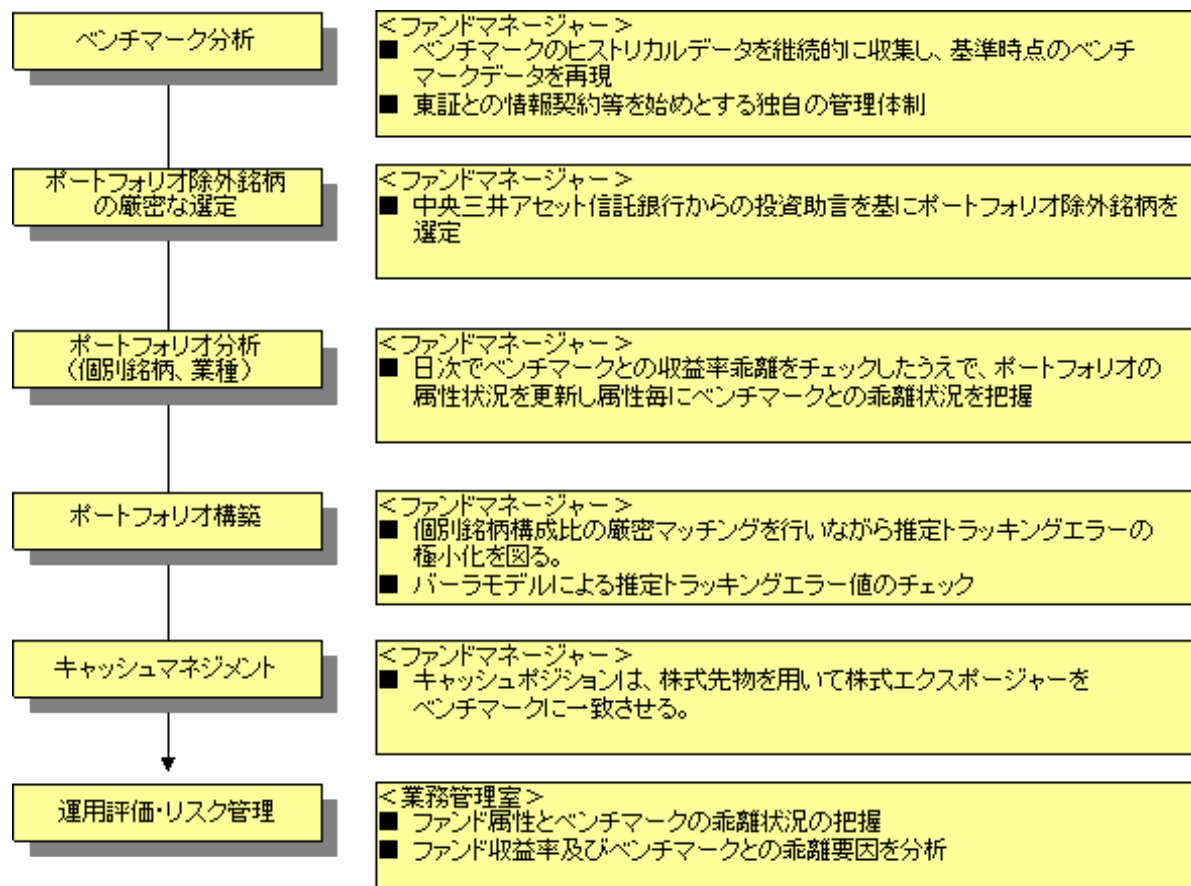 ベンチマーク分析
<ファンドマネージャー>
■ ベンチマークのヒストリカルデータを継続的に収集し、基準時点のベンチ
マークデータを再現
■ 東証との情報契約等を始めとする独自の管理体制
ポートフォリオ除外銘柄
の厳密な選定
<ファンドマネージャー>
■ 中央三井アセット信託銀行からの投資助言を基にポートフォリオ除外銘柄を
選定
ポートフォリオ分析
(個別銘柄、業種)
<ファンドマネージャー>
■ 日次でベンチマークとの収益率乖離をチェックしたうえで、ポートフォリオの
属性状況を更新し属性毎にベンチマークとの乖離状況を把握
ポートフォリオ構築
<ファンドマネージャー>
■ 個別銘柄構成比の厳密マッチングを行いながら推定トラッキングエラーの
極小化を図る。
■ バーラモデルによる推定トラッキングエラー値のチェック
キャッシュマネジメント
<ファンドマネージャー>
■ キャッシュポジションは、株式先物を用いて株式エクスポージャーを
ベンチマークに一致させる。
運用評価・リスク管理
<業務管理室>
■ ファンド属性とベンチマークの乖離状況の把握
■ ファンド収益率及びベンチマークとの乖離要因を分析